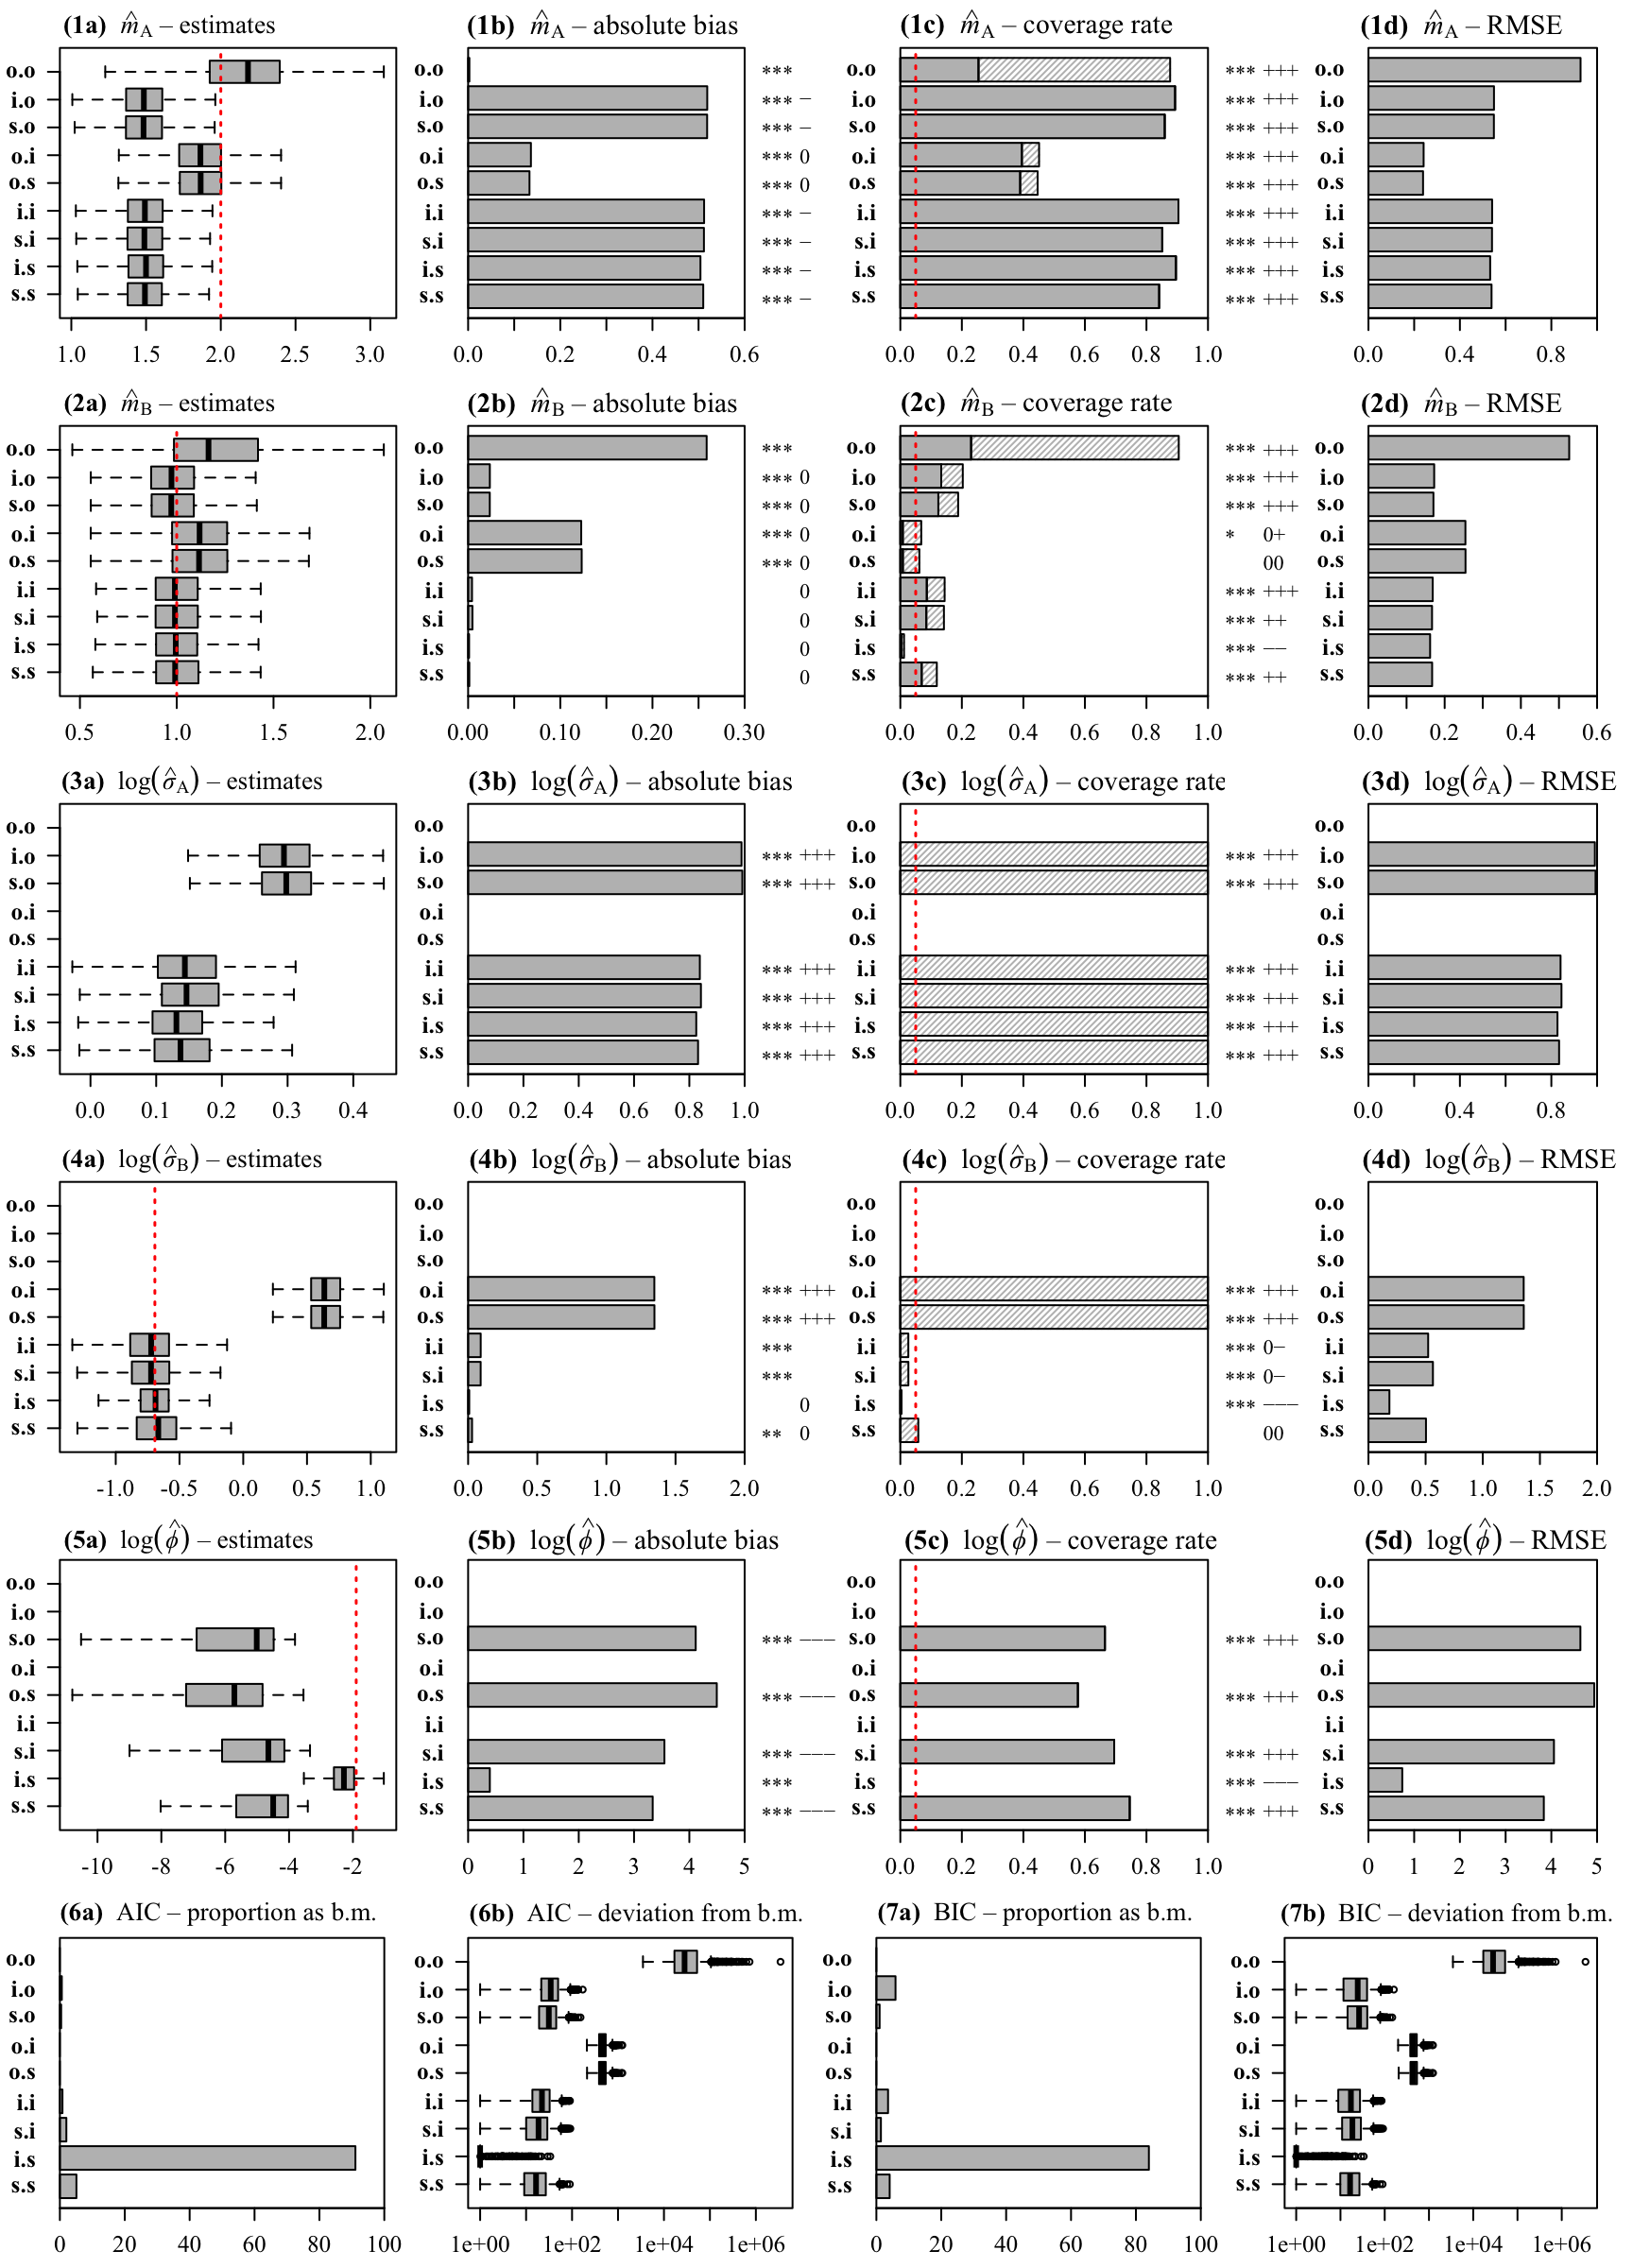 (1a) m̂A – estimates (1b) m̂A – absolute bias (1c) m̂A – coverage rate (1d) m̂A – RMSE
o.o o.o *** o.o *** +++ o.o
i.o i.o *** – i.o *** +++ i.o
s.o s.o *** – s.o *** +++ s.o
o.i o.i *** 0 o.i *** +++ o.i
o.s o.s *** 0 o.s *** +++ o.s
i.i i.i *** – i.i *** +++ i.i
s.i s.i *** – s.i *** +++ s.i
i.s i.s *** – i.s *** +++ i.s
s.s s.s *** – s.s *** +++ s.s
1.0 1.5 2.0 2.5 3.0 0.0 0.2 0.4 0.6 0.0 0.2 0.4 0.6 0.8 1.0 0.0 0.4 0.8
(2a) m̂B – estimates (2b) m̂B – absolute bias (2c) m̂B – coverage rate (2d) m̂B – RMSE
o.o o.o *** o.o *** +++ o.o
i.o i.o *** 0 i.o *** +++ i.o
s.o s.o *** 0 s.o *** +++ s.o
o.i o.i *** 0 o.i * 0+ o.i
o.s o.s *** 0 o.s 00 o.s
i.i i.i 0 i.i *** +++ i.i
s.i s.i 0 s.i *** ++ s.i
i.s i.s 0 i.s *** –– i.s
s.s s.s 0 s.s *** ++ s.s
0.5 1.0 1.5 2.0 0.00 0.10 0.20 0.30 0.0 0.2 0.4 0.6 0.8 1.0 0.0 0.2 0.4 0.6
(3a) log(σ̂A) – estimates (3b) log(σ̂A) – absolute bias (3c) log(σ̂A) – coverage rate (3d) log(σ̂A) – RMSE
o.o o.o o.o o.o
i.o i.o *** +++ i.o *** +++ i.o
s.o s.o *** +++ s.o *** +++ s.o
o.i o.i o.i o.i
o.s o.s o.s o.s
i.i i.i *** +++ i.i *** +++ i.i
s.i s.i *** +++ s.i *** +++ s.i
i.s i.s *** +++ i.s *** +++ i.s
s.s s.s *** +++ s.s *** +++ s.s
0.0 0.1 0.2 0.3 0.4 0.0 0.2 0.4 0.6 0.8 1.0 0.0 0.2 0.4 0.6 0.8 1.0 0.0 0.4 0.8
(4a) log(σ̂B) – estimates (4b) log(σ̂B) – absolute bias (4c) log(σ̂B) – coverage rate (4d) log(σ̂B) – RMSE
o.o o.o o.o o.o
i.o i.o i.o i.o
s.o s.o s.o s.o
o.i o.i *** +++ o.i *** +++ o.i
o.s o.s *** +++ o.s *** +++ o.s
i.i i.i *** i.i *** 0– i.i
s.i s.i *** s.i *** 0– s.i
i.s i.s 0 i.s *** ––– i.s
s.s s.s ** 0 s.s 00 s.s
-1.0 -0.5 0.0 0.5 1.0 0.0 0.5 1.0 1.5 2.0 0.0 0.2 0.4 0.6 0.8 1.0 0.0 0.5 1.0 1.5 2.0
(5a) log(ϕ̂) – estimates (5b) log(ϕ̂) – absolute bias (5c) log(ϕ̂) – coverage rate (5d) log(ϕ̂) – RMSE
o.o o.o o.o o.o
i.o i.o i.o i.o
s.o s.o *** ––– s.o *** +++ s.o
o.i o.i o.i o.i
o.s o.s *** ––– o.s *** +++ o.s
i.i i.i i.i i.i
s.i s.i *** ––– s.i *** +++ s.i
i.s i.s *** i.s *** ––– i.s
s.s s.s *** ––– s.s *** +++ s.s
-10 -8 -6 -4 -2 0 1 2 3 4 5 0.0 0.2 0.4 0.6 0.8 1.0 0 1 2 3 4 5
(6a) AIC – proportion as b.m. (6b) AIC – deviation from b.m. (7a) BIC – proportion as b.m. (7b) BIC – deviation from b.m.
o.o o.o o.o o.o
i.o i.o i.o i.o
s.o s.o s.o s.o
o.i o.i o.i o.i
o.s o.s o.s o.s
i.i i.i i.i i.i
s.i s.i s.i s.i
i.s i.s i.s i.s
s.s s.s s.s s.s
0 20 40 60 80 100 1e+00 1e+02 1e+04 1e+06 0 20 40 60 80 100 1e+00 1e+02 1e+04 1e+06